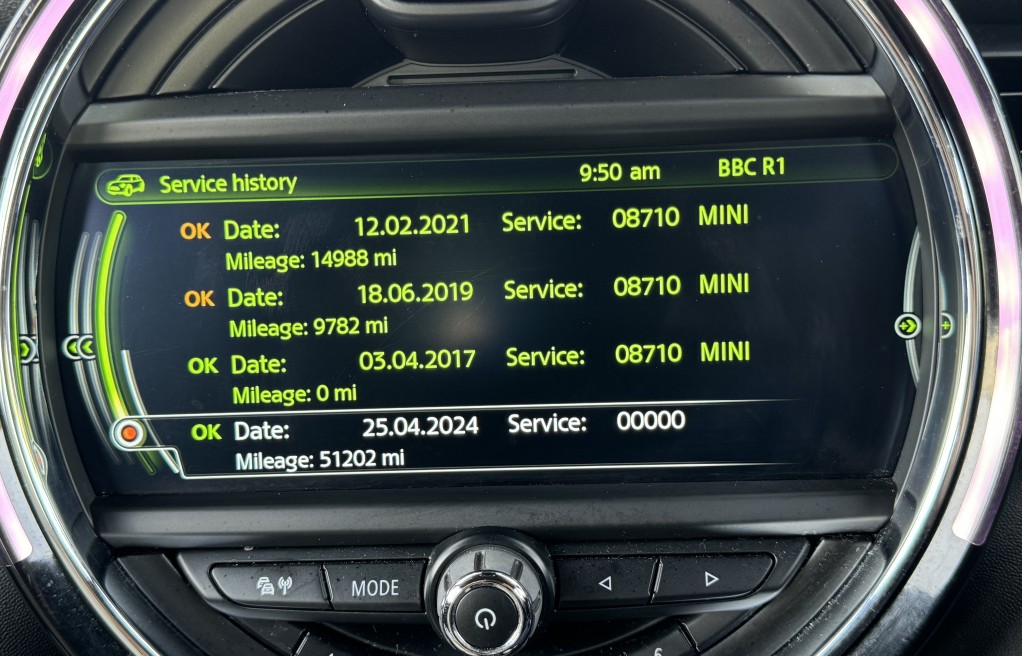 Service history 9:50 am BBC R1
OK Date: 12.02.2021 Service: 08710 MINI
Mileage: 14988 mi
OK Date: 18.06.2019 Service: 08710 MINI
Mileage: 9782 mi
OK Date: 03.04.2017 Service: 08710 MINI
Mileage: 0 mi
OK Date: 25.04.2024 Service: 00000
Mileage: 51202 mi
MODE